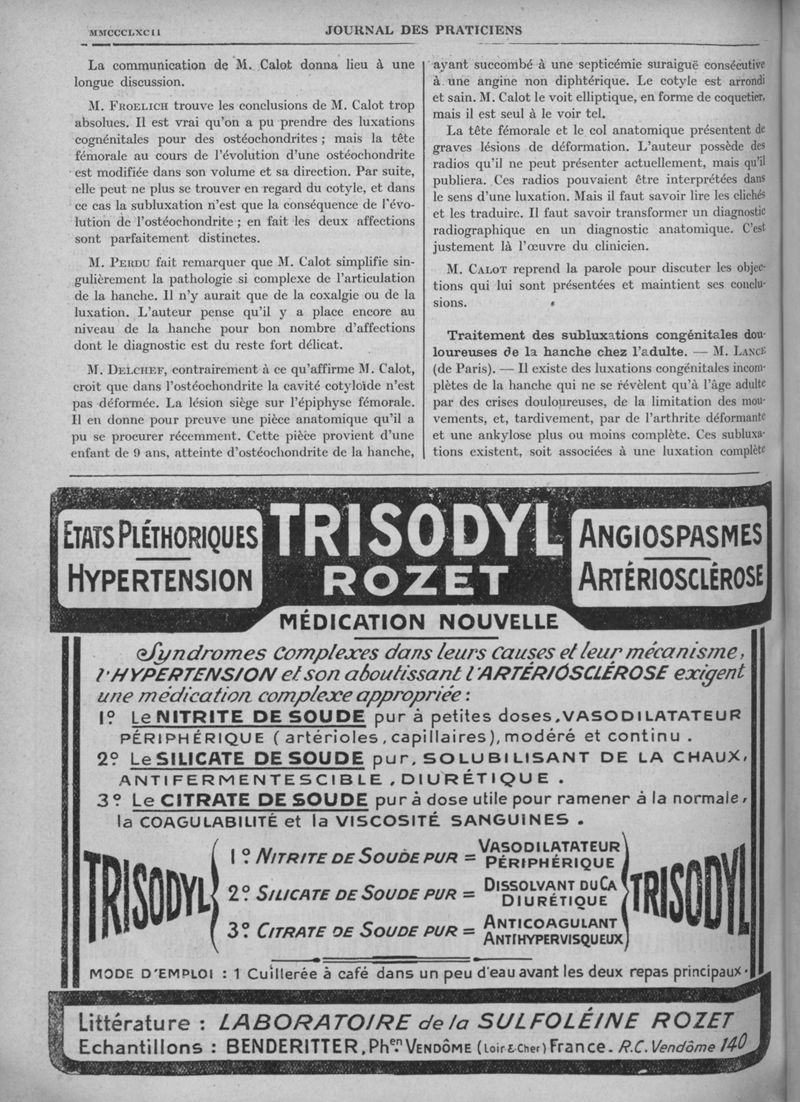 MMCCCLXCII
JOURNAL DES PRATICIENS
La communication de M. Calot donna lieu à une
longue discussion.
M. FROELICH trouve les conclusions de M. Calot trop
absolues. Il est vrai qu'on a pu prendre des luxations
cognénitales pour des ostéochondrites ; mais la tête
fémorale au cours de l'évolution d'une ostéochondrite
est modifiée dans son volume et sa direction. Par suite,
elle peut ne plus se trouver en regard du cotyle, et dans
ce cas la subluxation n'est que la conséquence de l'évo-
lution de l'ostéochondrite ; en fait les deux affections
sont parfaitement distinctes.
M. PERDU fait remarquer que M. Calot simplifie sin-
gulièrement la pathologie si complexe de l'articulation
de la hanche. Il n'y aurait que de la coxalgie ou de la
luxation. L'auteur pense qu'il y a place encore au
niveau de la hanche pour bon nombre d'affections
dont le diagnostic est du reste fort délicat.
M. DELCHEF, contrairement à ce qu'affirme M. Calot,
croit que dans l'ostéochondrite la cavité cotyloïde n'est
pas déformée. La lésion siège sur l'épiphyse fémorale.
Il en donne pour preuve une pièce anatomique qu'il a
pu se procurer récemment. Cette pièce provient d'une
enfant de 9 ans, atteinte d'ostéochondrite de la hanche,
ayant succombé à une septicémie suraiguë consécutive
à une angine non diphtérique. Le cotyle est arrondi
et sain. M. Calot le voit elliptique, en forme de coquetier,
mais il est seul à le voir tel.
La tête fémorale et le col anatomique présentent de
graves lésions de déformation. L'auteur possède des
radios qu'il ne peut présenter actuellement, mais qu'il
publiera. Ces radios pouvaient être interprétées dans
le sens d'une luxation. Mais il faut savoir lire les clichés
et les traduire. Il faut savoir transformer un diagnostic
radiographique en un diagnostic anatomique. C'est
justement là l'œuvre du clinicien.
M. CALOT reprend la parole pour discuter les objec-
tions qui lui sont présentées et maintient ses conclu-
sions.
Traitement des subluxations congénitales dou-
loureuses de la hanche chez l'adulte. — M. LANCE
(de Paris). — Il existe des luxations congénitales incom-
plètes de la hanche qui ne se révèlent qu'à l'âge adulte
par des crises douloureuses, de la limitation des mou-
vements, et, tardivement, par de l'arthrite déformante
et une ankylose plus ou moins complète. Ces subluxa-
tions existent, soit associées à une luxation complète
ETATS PLÉTHORIQUES
HYPERTENSION
TRISODYL
ROZET
ANGIOSPASMES
ARTÉRIOSCLÉROSE
MÉDICATION NOUVELLE
Syndromes complexes dans leurs causes et leur mécanisme,
l'HYPERTENSION et son aboutissant l'ARTÉRIOSCLÉROSE exigent
une médication complexe appropriée :
1º Le NITRITE DE SOUDE pur à petites doses, VASODILATATEUR
PÉRIPHÉRIQUE (artérioles, capillaires), modéré et continu .
2º Le SILICATE DE SOUDE pur, SOLUBILISANT DE LA CHAUX,
ANTIFERMENTESCIBLE , DIURÉTIQUE .
3º Le CITRATE DE SOUDE pur à dose utile pour ramener à la normale,
la COAGULABILITÉ et la VISCOSITÉ SANGUINES .
TRISODYL
1º NITRITE DE SOUDE PUR = VASODILATATEUR
PÉRIPHÉRIQUE
2º SILICATE DE SOUDE PUR = DISSOLVANT DU CA
DIURÉTIQUE
3º CITRATE DE SOUDE PUR = ANTICOAGULANT
ANTIHYPERVISQUEUX
TRISODYL
MODE D'EMPLOI : 1 Cuillerée à café dans un peu d'eau avant les deux repas principaux.
Littérature : LABORATOIRE de la SULFOLÉINE ROZET
Echantillons : BENDERITTER, Phen. VENDÔME (Loir-&-Cher) France. R.C. Vendôme 140